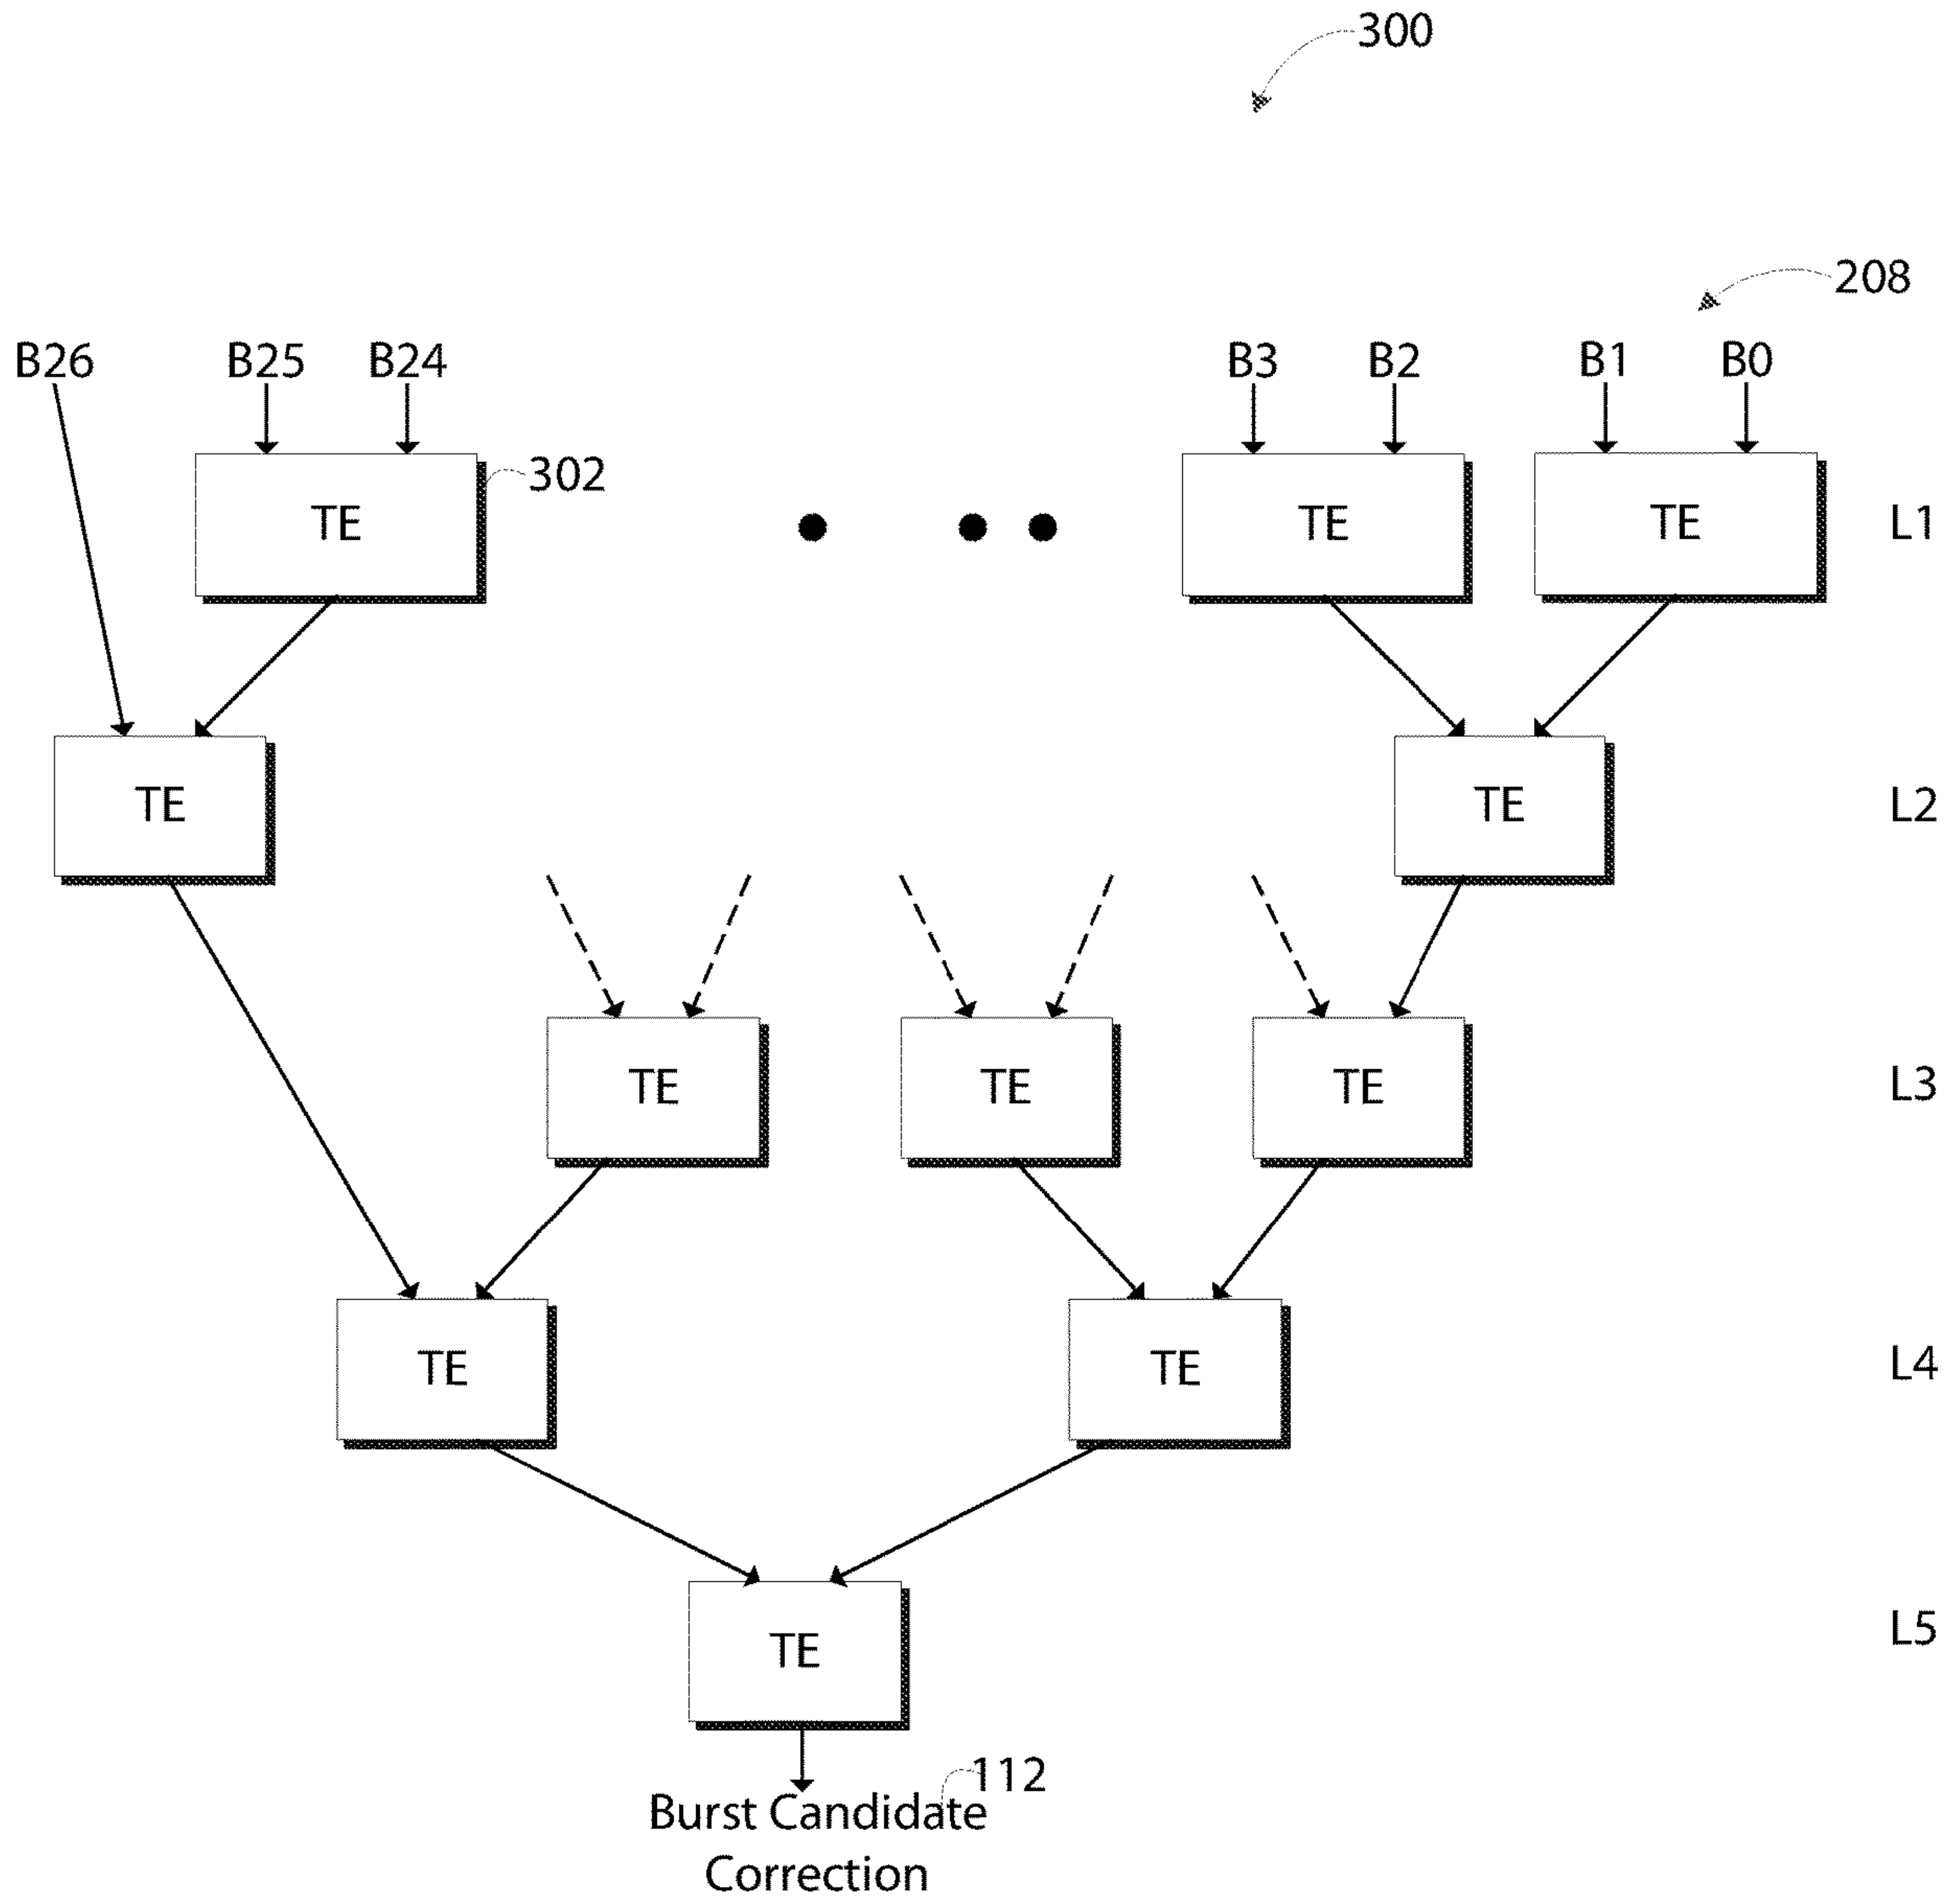 300
208
B26 B25 B24 B3 B2 B1 B0
302
TE TE TE L1
TE TE L2
TE TE TE L3
TE TE L4
TE L5
112
Burst Candidate
Correction